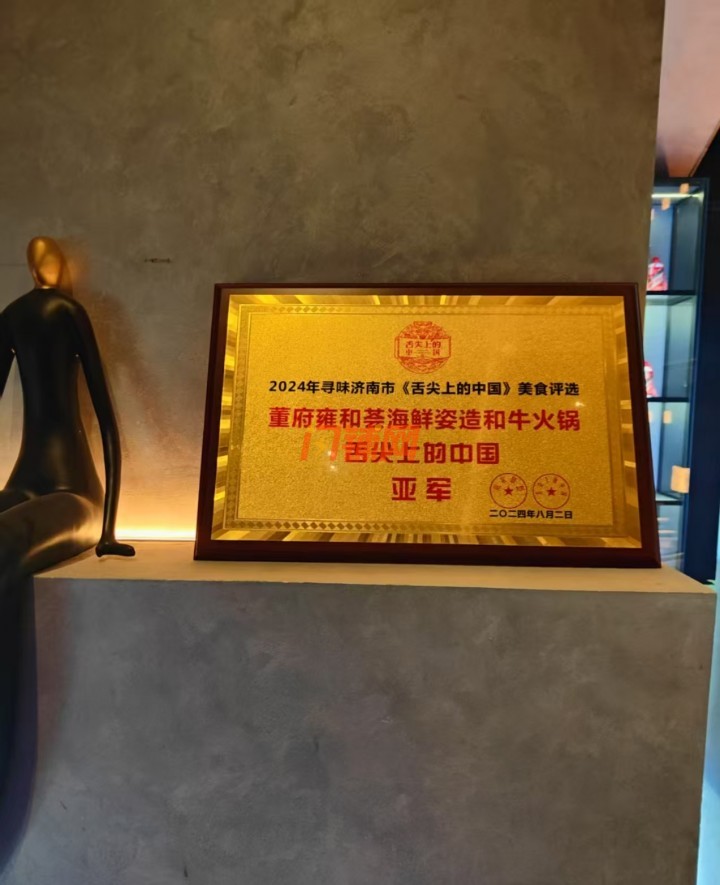 舌尖上的
中国
2024年寻味济南市《舌尖上的中国》美食评选
董府雍和荟海鲜姿造和牛火锅
舌尖上的中国
亚军
二〇二四年八月二日